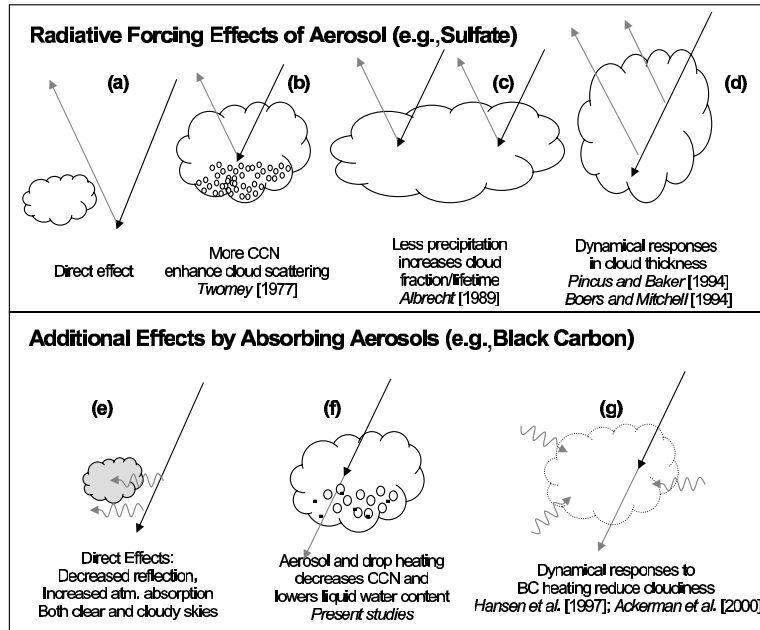 Radiative Forcing Effects of Aerosol (e.g.,Sulfate)
(a)
(b)
(c)
(d)
Direct effect
More CCN
enhance cloud scattering
Twomey [1977]
Less precipitation
increases cloud
fraction/lifetime
Albrecht [1989]
Dynamical responses
in cloud thickness
Pincus and Baker [1994]
Boers and Mitchell [1994]
Additional Effects by Absorbing Aerosols (e.g.,Black Carbon)
(e)
(f)
(g)
Direct Effects:
Decreased reflection,
Increased atm. absorption
Both clear and cloudy skies
Aerosol and drop heating
decreases CCN and
lowers liquid water content
Present studies
Dynamical responses to
BC heating reduce cloudiness
Hansen et al. [1997]; Ackerman et al. [2000]